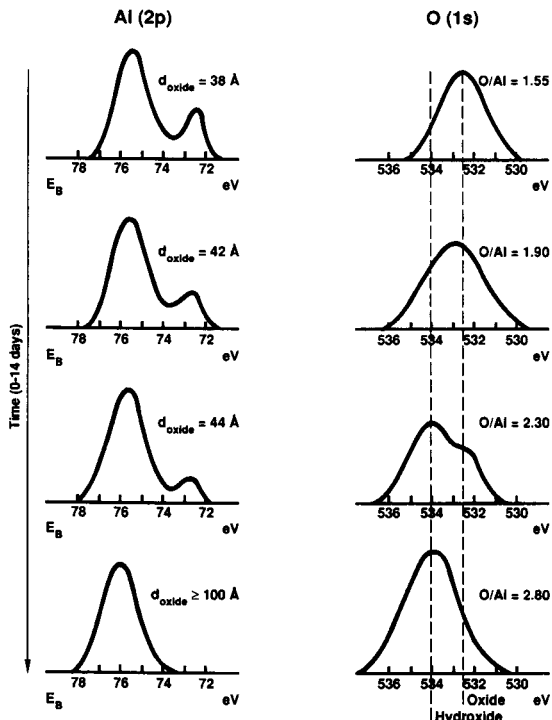 Al (2p)
O (1s)
d_oxide = 38 Å
O/Al = 1.55
78 76 74 72
536 534 532 530
E_B eV
eV
d_oxide = 42 Å
O/Al = 1.90
78 76 74 72
536 534 532 530
E_B eV
eV
Time (0-14 days)
d_oxide = 44 Å
O/Al = 2.30
78 76 74 72
536 534 532 530
E_B eV
eV
d_oxide ≥ 100 Å
O/Al = 2.80
78 76 74 72
536 534 532 530
E_B eV
Oxide eV
Hydroxide